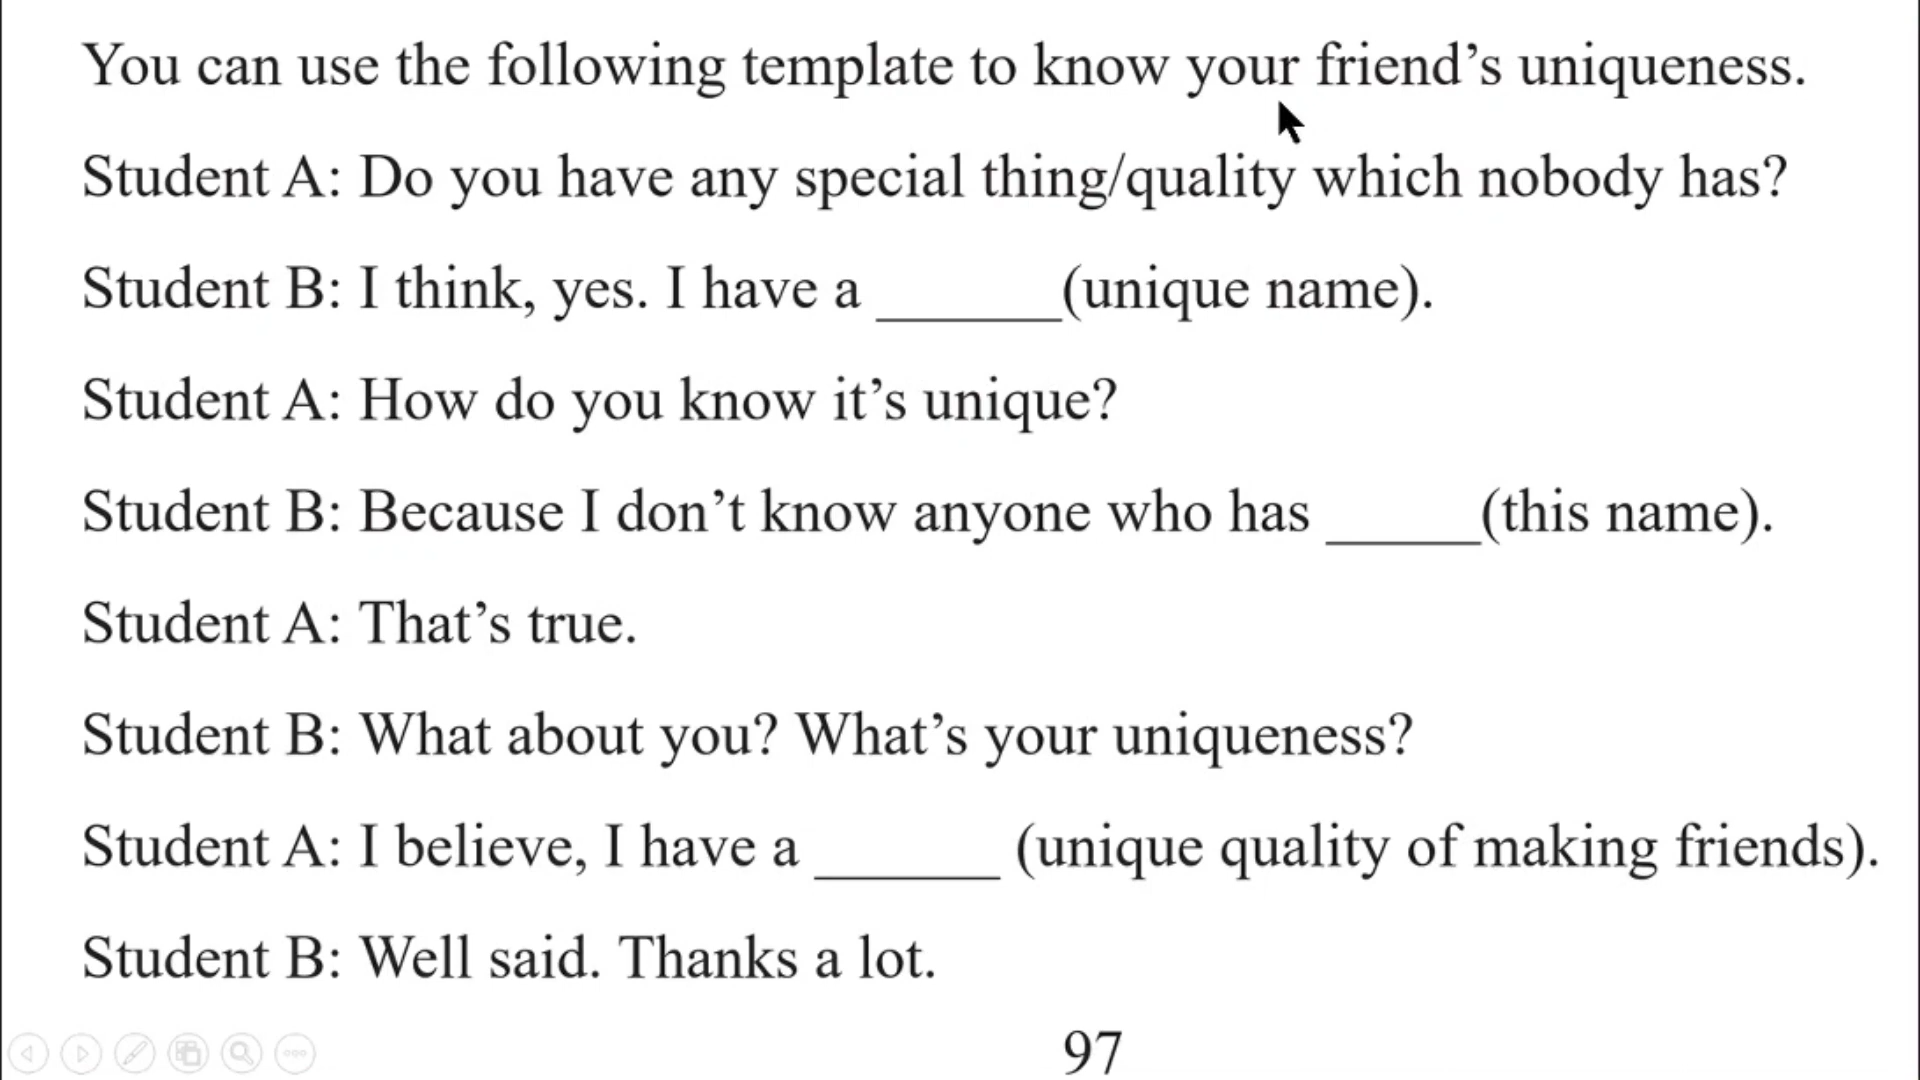 You can use the following template to know your friend’s uniqueness.
Student A: Do you have any special thing/quality which nobody has?
Student B: I think, yes. I have a ______(unique name).
Student A: How do you know it’s unique?
Student B: Because I don’t know anyone who has _____(this name).
Student A: That’s true.
Student B: What about you? What’s your uniqueness?
Student A: I believe, I have a ______ (unique quality of making friends).
Student B: Well said. Thanks a lot.
97